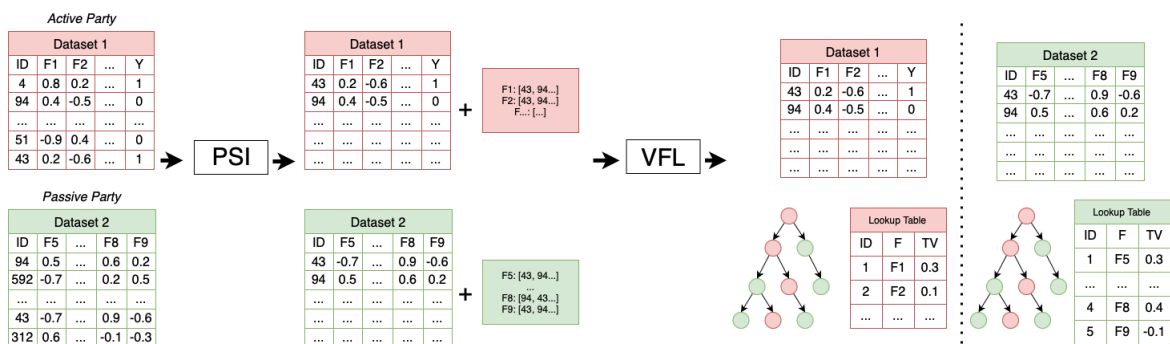 Active Party
Dataset 1
ID F1 F2 ... Y
4 0.8 0.2 ... 1
94 0.4 -0.5 ... 0
... ... ... ... ...
51 -0.9 0.4 ... 0
43 0.2 -0.6 ... 1
PSI
Passive Party
Dataset 2
ID F5 ... F8 F9
94 0.5 ... 0.6 0.2
592 -0.7 ... 0.2 0.5
... ... ... ... ...
43 -0.7 ... 0.9 -0.6
312 0.6 ... -0.1 -0.3
Dataset 1
ID F1 F2 ... Y
43 0.2 -0.6 ... 1
94 0.4 -0.5 ... 0
... ... ... ... ...
... ... ... ... ...
... ... ... ... ...
+
F1: [43, 94...]
F2: [43, 94...]
F...: [...]
Dataset 2
ID F5 ... F8 F9
43 -0.7 ... 0.9 -0.6
94 0.5 ... 0.6 0.2
... ... ... ... ...
... ... ... ... ...
... ... ... ... ...
+
F5: [43, 94...]
...
F8: [94, 43...]
F9: [43, 94...]
VFL
Dataset 1
ID F1 F2 ... Y
43 0.2 -0.6 ... 1
94 0.4 -0.5 ... 0
... ... ... ... ...
... ... ... ... ...
... ... ... ... ...
Lookup Table
ID F TV
1 F1 0.3
2 F2 0.1
... ... ...
Dataset 2
ID F5 ... F8 F9
43 -0.7 ... 0.9 -0.6
94 0.5 ... 0.6 0.2
... ... ... ... ...
... ... ... ... ...
... ... ... ... ...
Lookup Table
ID F TV
1 F5 0.3
... ... ...
4 F8 0.4
5 F9 -0.1